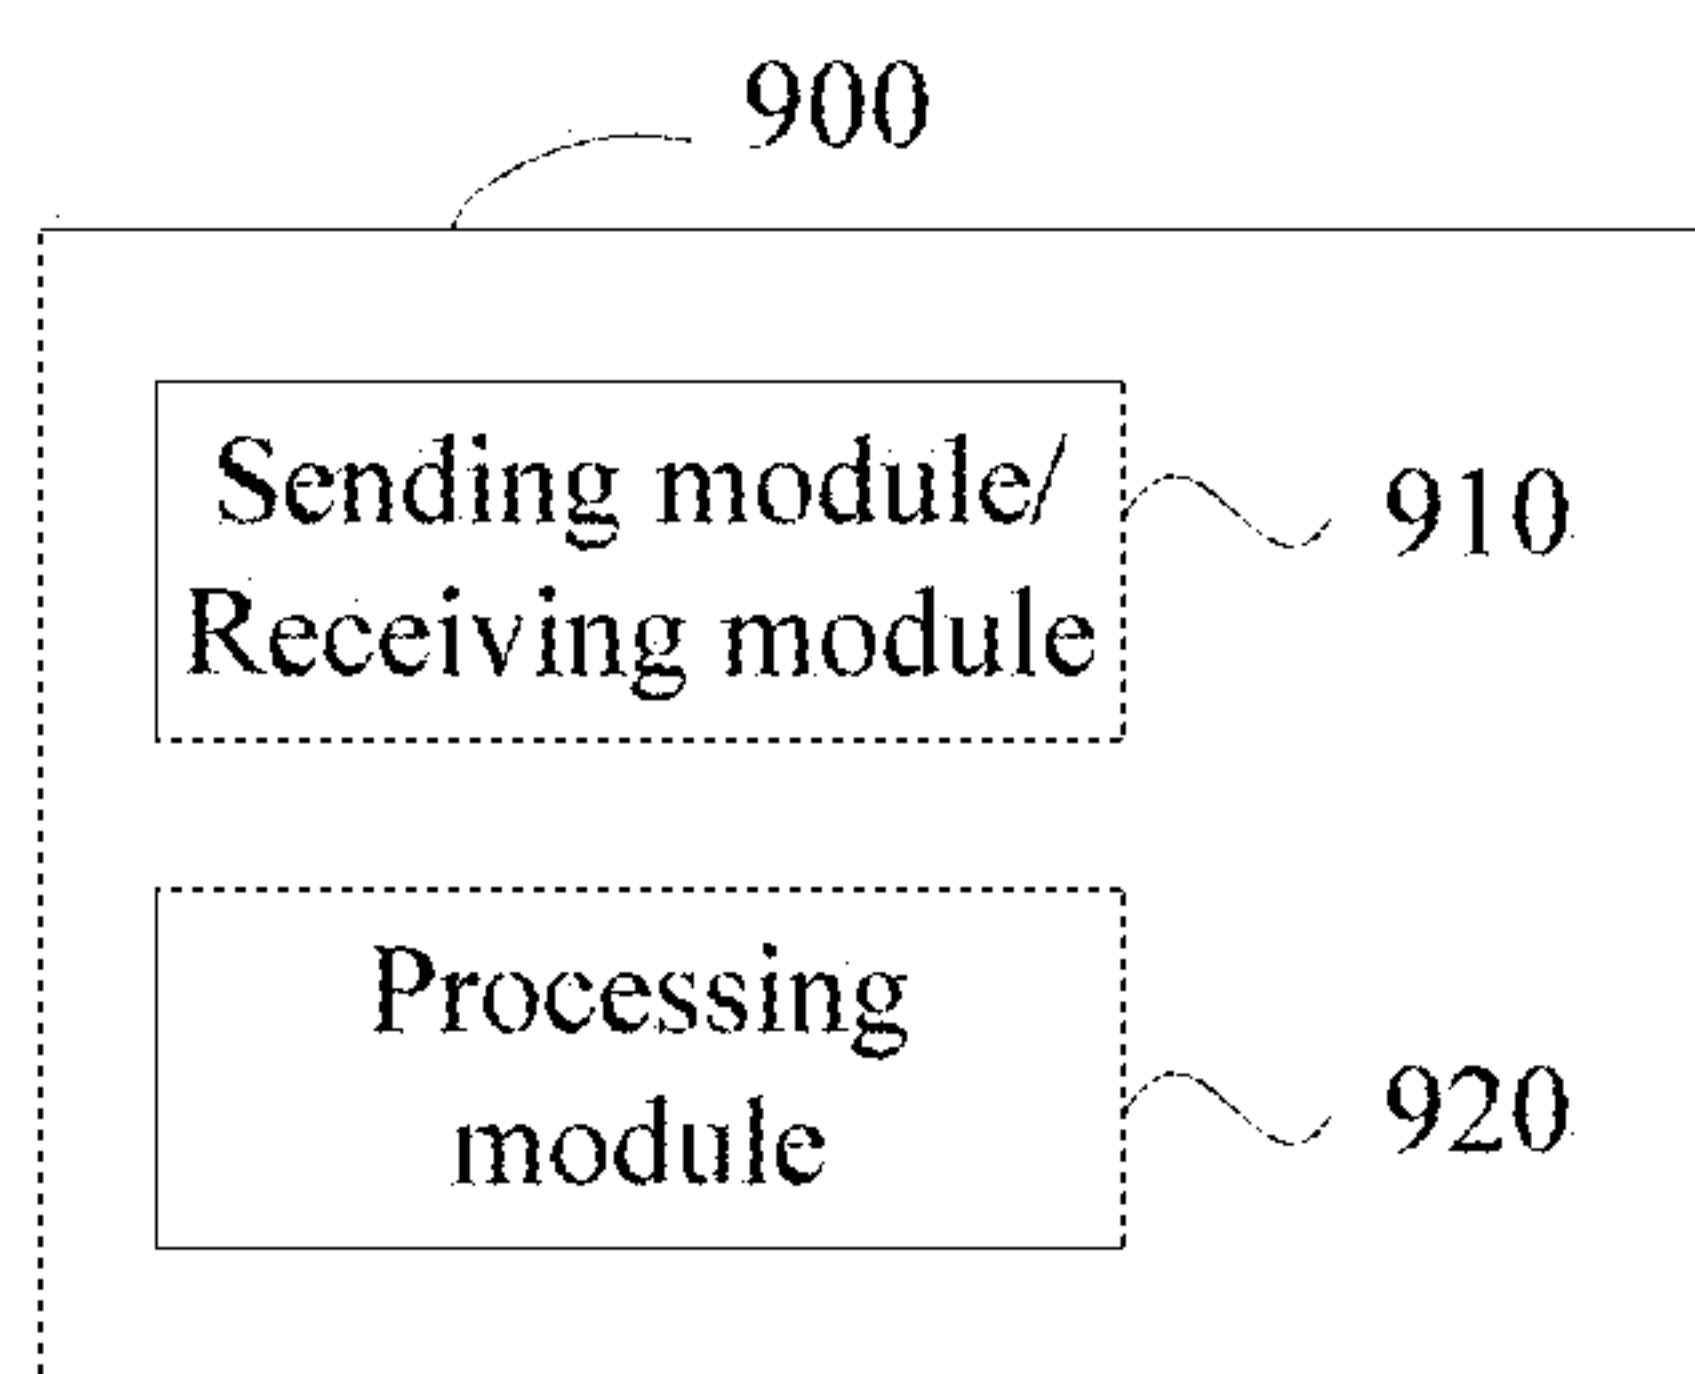 900
Sending module/
Receiving module
910
Processing
module
920